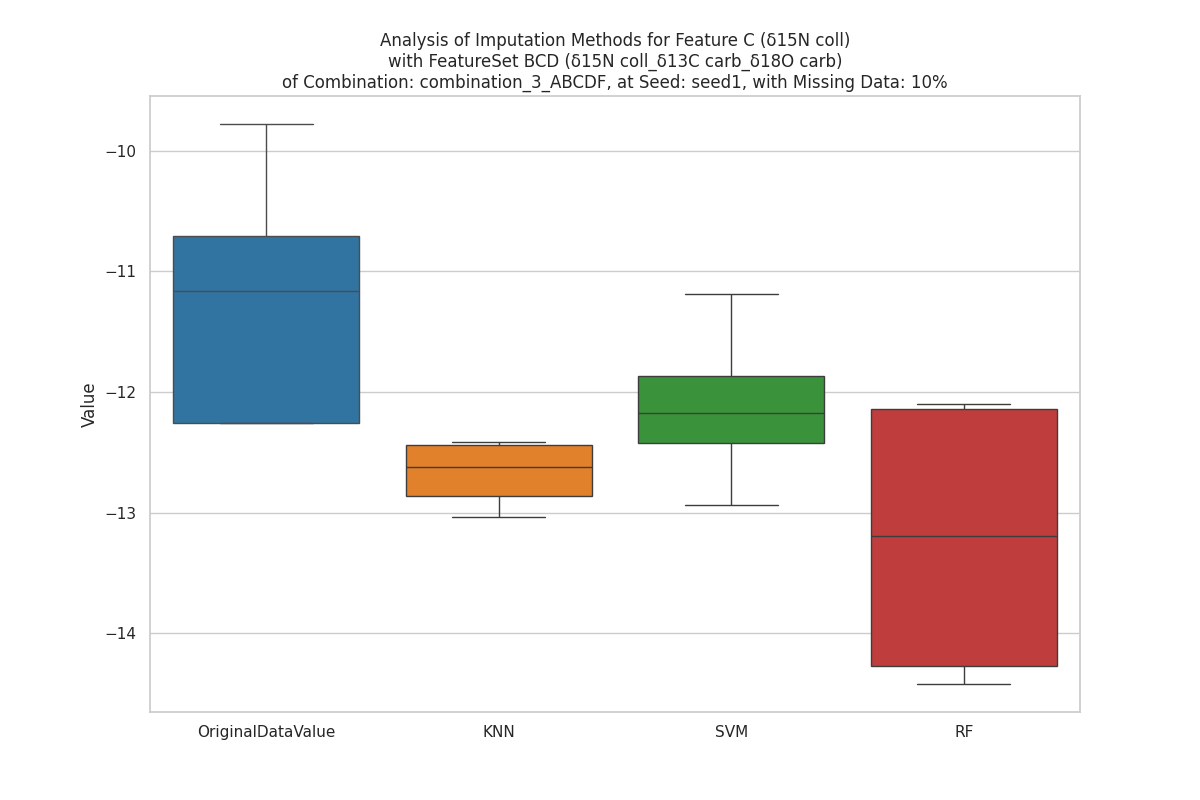 Analysis of Imputation Methods for Feature C (δ15N coll)
with FeatureSet BCD (δ15N coll_δ13C carb_δ18O carb)
of Combination: combination_3_ABCDF, at Seed: seed1, with Missing Data: 10%
Value
−10
−11
−12
−13
−14
OriginalDataValue
KNN
SVM
RF